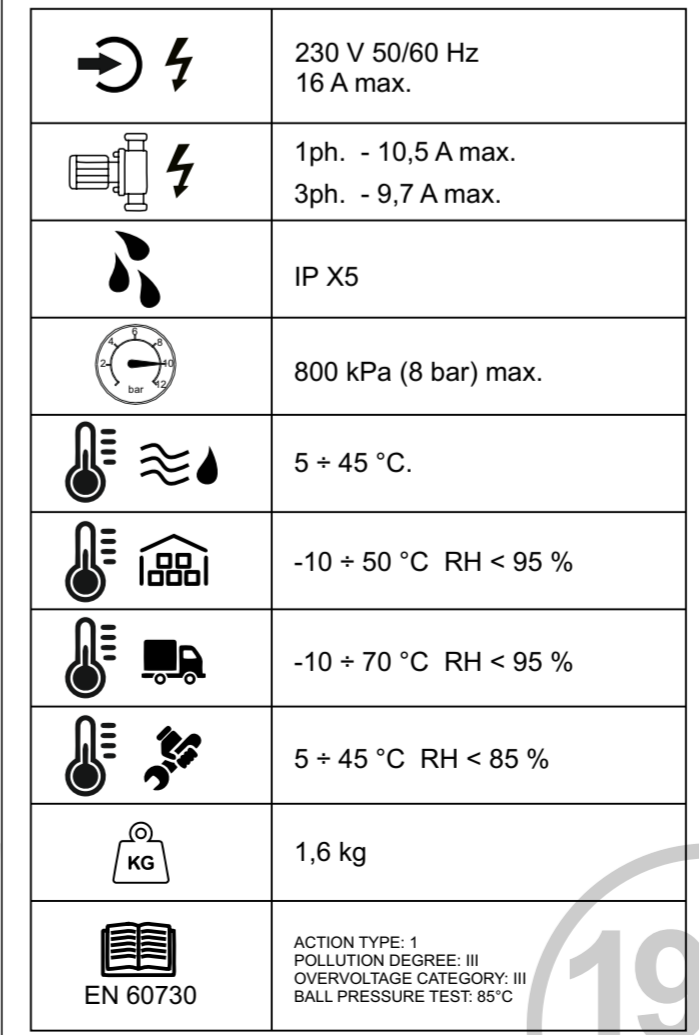 230 V 50/60 Hz
16 A max.
1ph. - 10,5 A max.
3ph. - 9,7 A max.
IP X5
2 4 6 8 10 12
bar
800 kPa (8 bar) max.
5 ÷ 45 °C.
-10 ÷ 50 °C RH < 95 %
-10 ÷ 70 °C RH < 95 %
5 ÷ 45 °C RH < 85 %
KG
1,6 kg
EN 60730
ACTION TYPE: 1
POLLUTION DEGREE: III
OVERVOLTAGE CATEGORY: III
BALL PRESSURE TEST: 85°C
19